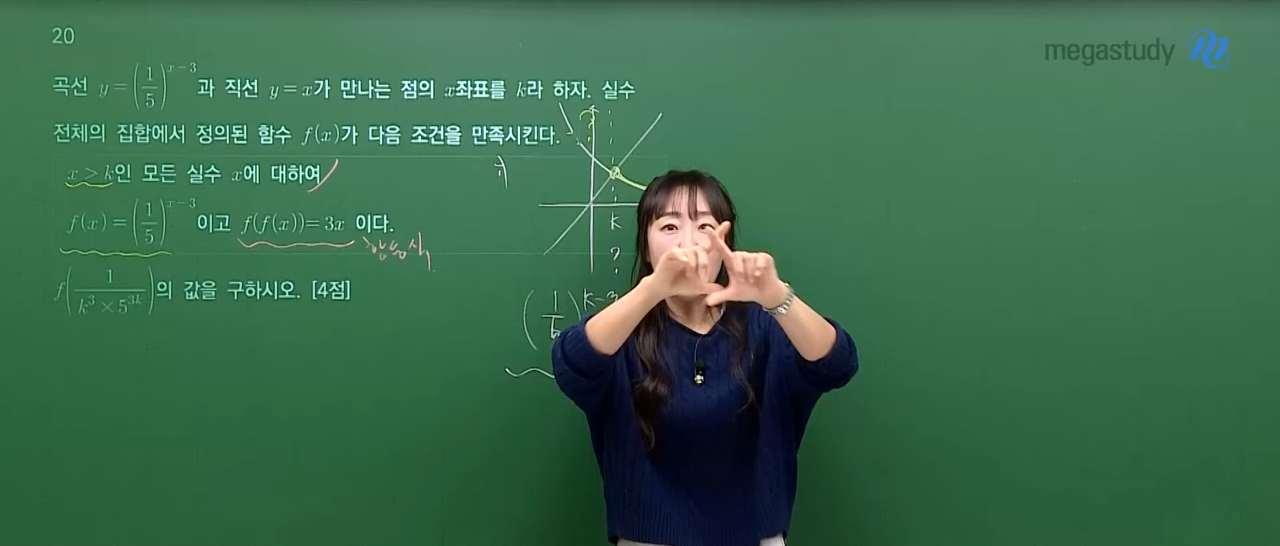 20
megastudy
곡선 y=(1/5)^{x-3}과 직선 y=x가 만나는 점의 x좌표를 k라 하자. 실수
전체의 집합에서 정의된 함수 f(x)가 다음 조건을 만족시킨다.
x>k인 모든 실수 x에 대하여
f(x)=(1/5)^{x-3}이고 f(f(x))=3x 이다.
항등식
f(1/(k^3×5^{3k}))의 값을 구하시오. [4점]
k
?
(1/5)^{k-3}